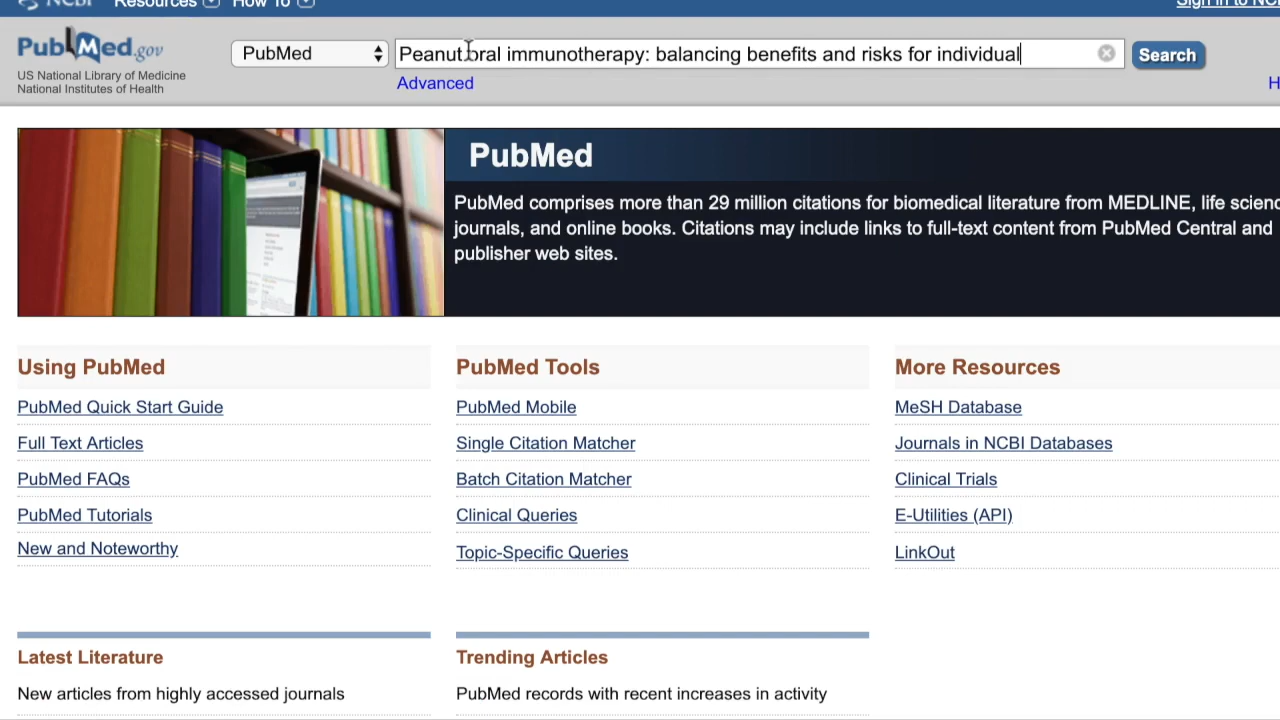 NCBI Resources How To Sign in to NC
PubMed.gov
US National Library of Medicine
National Institutes of Health
PubMed
Peanut oral immunotherapy: balancing benefits and risks for individual
Search
Advanced
H
PubMed
PubMed comprises more than 29 million citations for biomedical literature from MEDLINE, life scienc
journals, and online books. Citations may include links to full-text content from PubMed Central and
publisher web sites.
Using PubMed
PubMed Quick Start Guide
Full Text Articles
PubMed FAQs
PubMed Tutorials
New and Noteworthy
PubMed Tools
PubMed Mobile
Single Citation Matcher
Batch Citation Matcher
Clinical Queries
Topic-Specific Queries
More Resources
MeSH Database
Journals in NCBI Databases
Clinical Trials
E-Utilities (API)
LinkOut
Latest Literature
New articles from highly accessed journals
Trending Articles
PubMed records with recent increases in activity